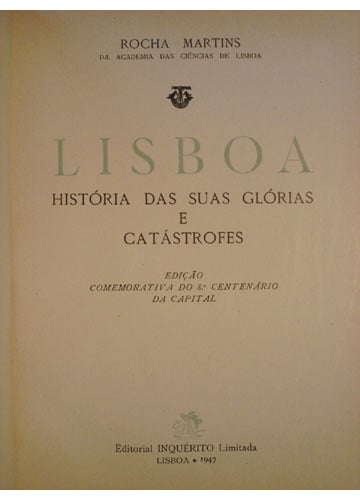 ROCHA MARTINS
DA ACADEMIA DAS CIÊNCIAS DE LISBOA
LISBOA
HISTÓRIA DAS SUAS GLÓRIAS
E
CATÁSTROFES
EDIÇÃO
COMEMORATIVA DO 8.º CENTENÁRIO
DA CAPITAL
Editorial INQUÉRITO Limitada
LISBOA • 1947